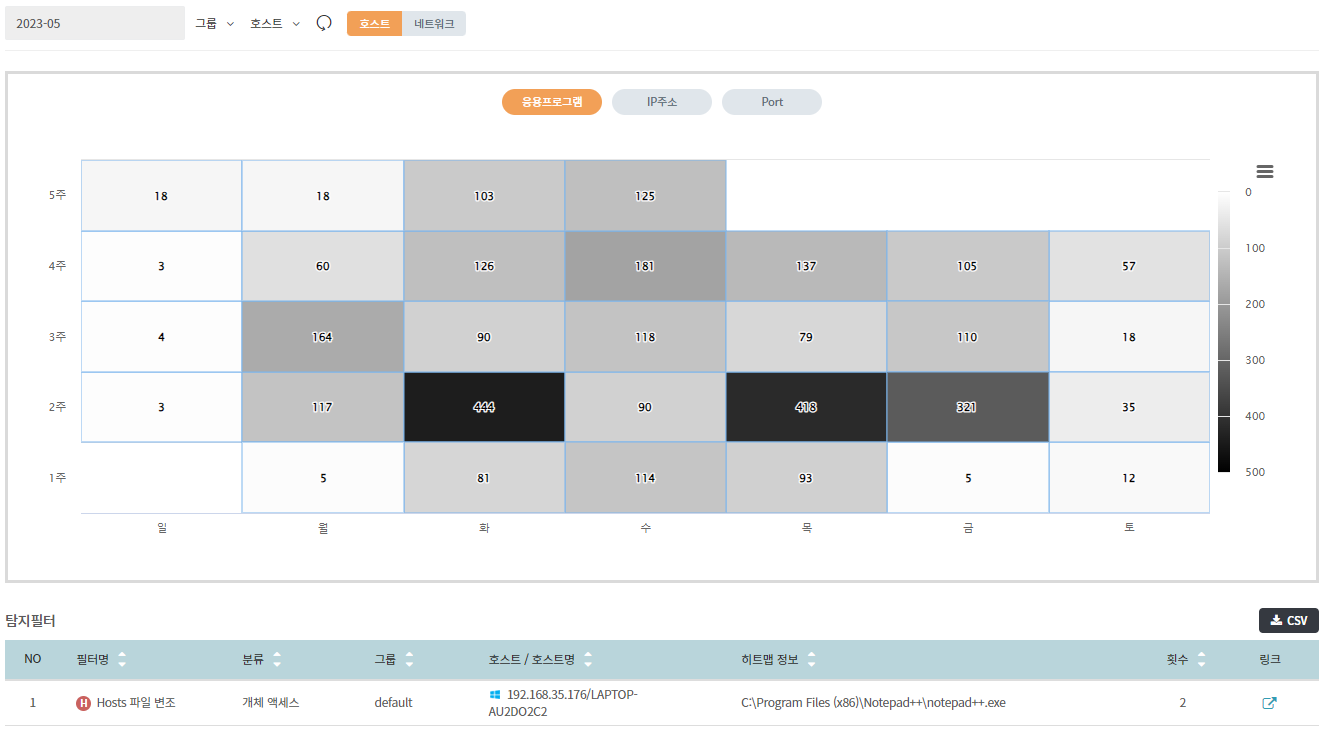 2023-05 그룹 호스트 호스트 네트워크
응용프로그램 IP주소 Port
5주 18 18 103 125
0
4주 3 60 126 181 137 105 57
100
200
3주 4 164 90 118 79 110 18
300
2주 3 117 444 90 418 321 35
400
1주 5 81 114 93 5 12
500
일 월 화 수 목 금 토
탐지필터 CSV
NO 필터명 분류 그룹 호스트 / 호스트명 히트맵 정보 횟수 링크
1 H Hosts 파일 변조 개체 액세스 default 192.168.35.176/LAPTOP- C:\Program Files (x86)\Notepad++\notepad++.exe 2
AU2DO2C2